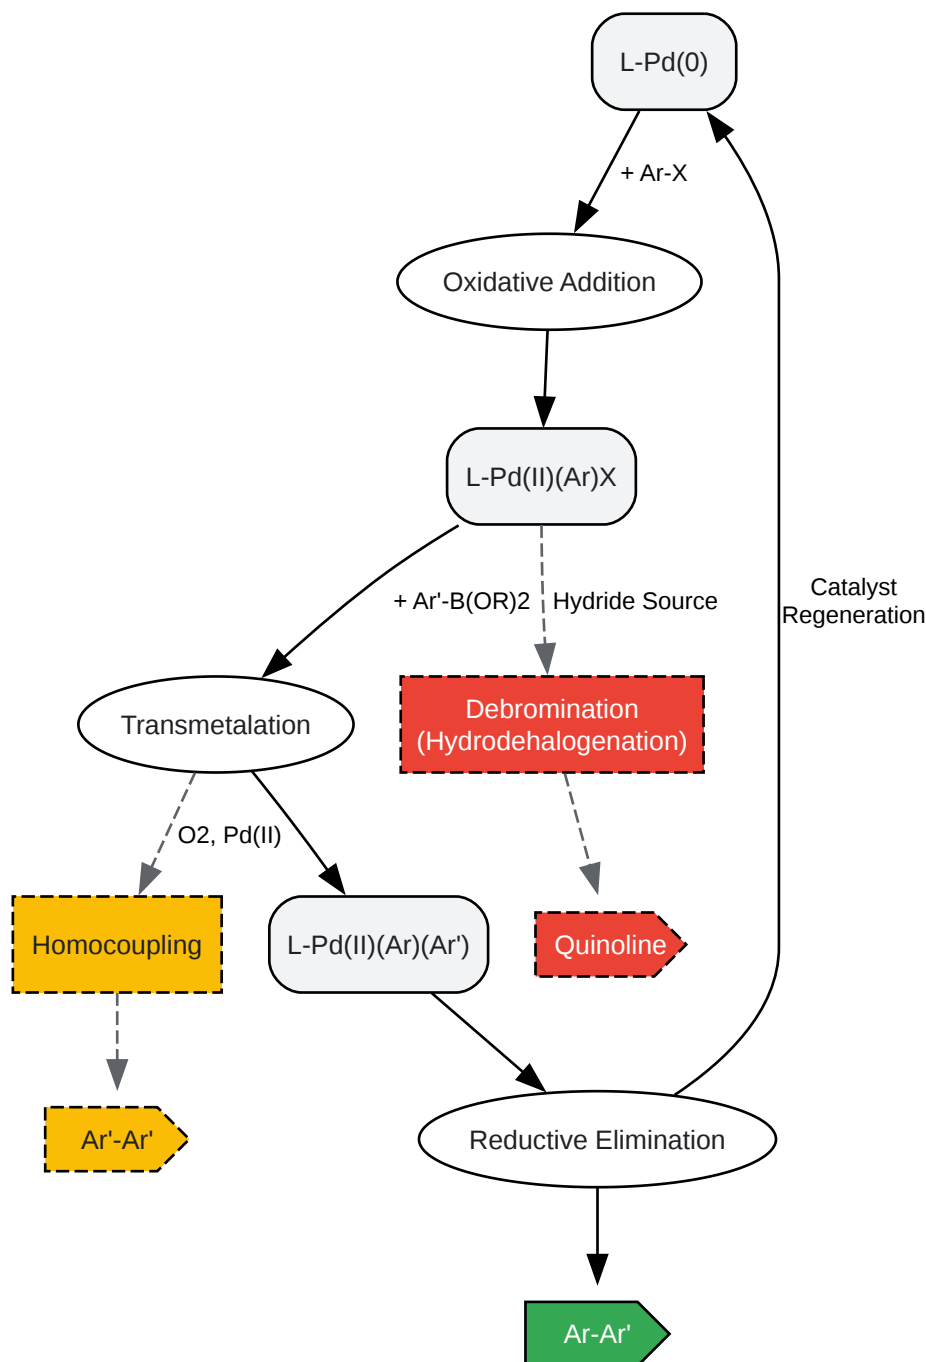 L-Pd(0)
+ Ar-X
Oxidative Addition
L-Pd(II)(Ar)X
+ Ar'-B(OR)2
Hydride Source
Catalyst
Regeneration
Transmetalation
Debromination
(Hydrodehalogenation)
O2, Pd(II)
Homocoupling
L-Pd(II)(Ar)(Ar')
Quinoline
Ar'-Ar'
Reductive Elimination
Ar-Ar'